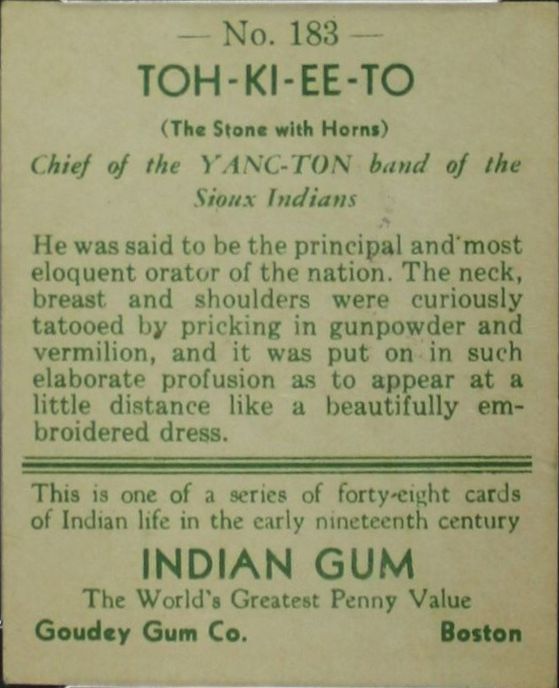 — No. 183 —
TOH-KI-EE-TO
(The Stone with Horns)
Chief of the YANC-TON band of the
Sioux Indians
He was said to be the principal and most
eloquent orator of the nation. The neck,
breast and shoulders were curiously
tatooed by pricking in gunpowder and
vermilion, and it was put on in such
elaborate profusion as to appear at a
little distance like a beautifully em-
broidered dress.
This is one of a series of forty-eight cards
of Indian life in the early nineteenth century
INDIAN GUM
The World's Greatest Penny Value
Goudey Gum Co. Boston